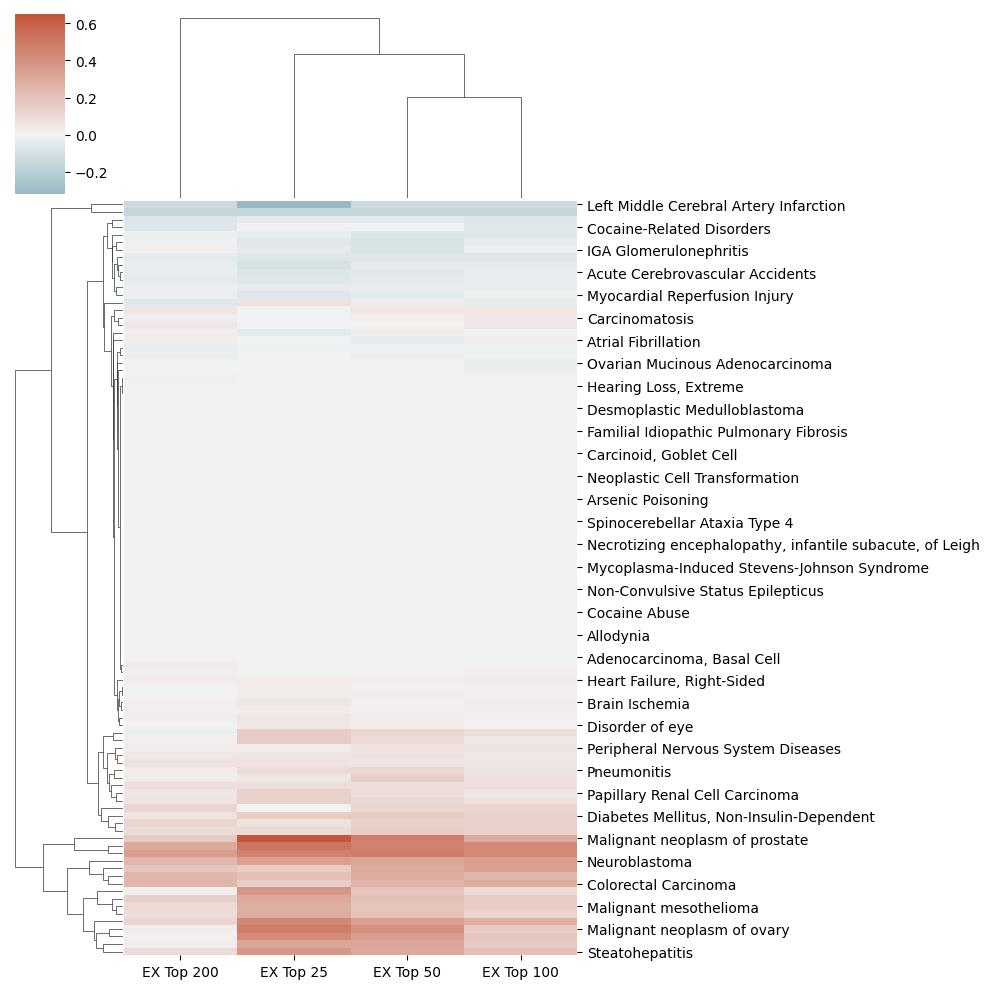 0.6
0.4
0.2
0.0
−0.2
Left Middle Cerebral Artery Infarction
Cocaine-Related Disorders
IGA Glomerulonephritis
Acute Cerebrovascular Accidents
Myocardial Reperfusion Injury
Carcinomatosis
Atrial Fibrillation
Ovarian Mucinous Adenocarcinoma
Hearing Loss, Extreme
Desmoplastic Medulloblastoma
Familial Idiopathic Pulmonary Fibrosis
Carcinoid, Goblet Cell
Neoplastic Cell Transformation
Arsenic Poisoning
Spinocerebellar Ataxia Type 4
Necrotizing encephalopathy, infantile subacute, of Leigh
Mycoplasma-Induced Stevens-Johnson Syndrome
Non-Convulsive Status Epilepticus
Cocaine Abuse
Allodynia
Adenocarcinoma, Basal Cell
Heart Failure, Right-Sided
Brain Ischemia
Disorder of eye
Peripheral Nervous System Diseases
Pneumonitis
Papillary Renal Cell Carcinoma
Diabetes Mellitus, Non-Insulin-Dependent
Malignant neoplasm of prostate
Neuroblastoma
Colorectal Carcinoma
Malignant mesothelioma
Malignant neoplasm of ovary
Steatohepatitis
EX Top 200 EX Top 25 EX Top 50 EX Top 100